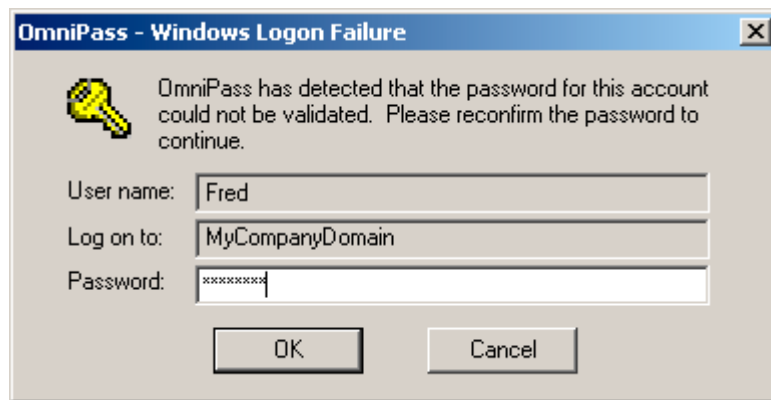 OmniPass - Windows Logon Failure
OmniPass has detected that the password for this account
could not be validated.  Please reconfirm the password to
continue.
User name: Fred
Log on to: MyCompanyDomain
Password: ********
OK Cancel